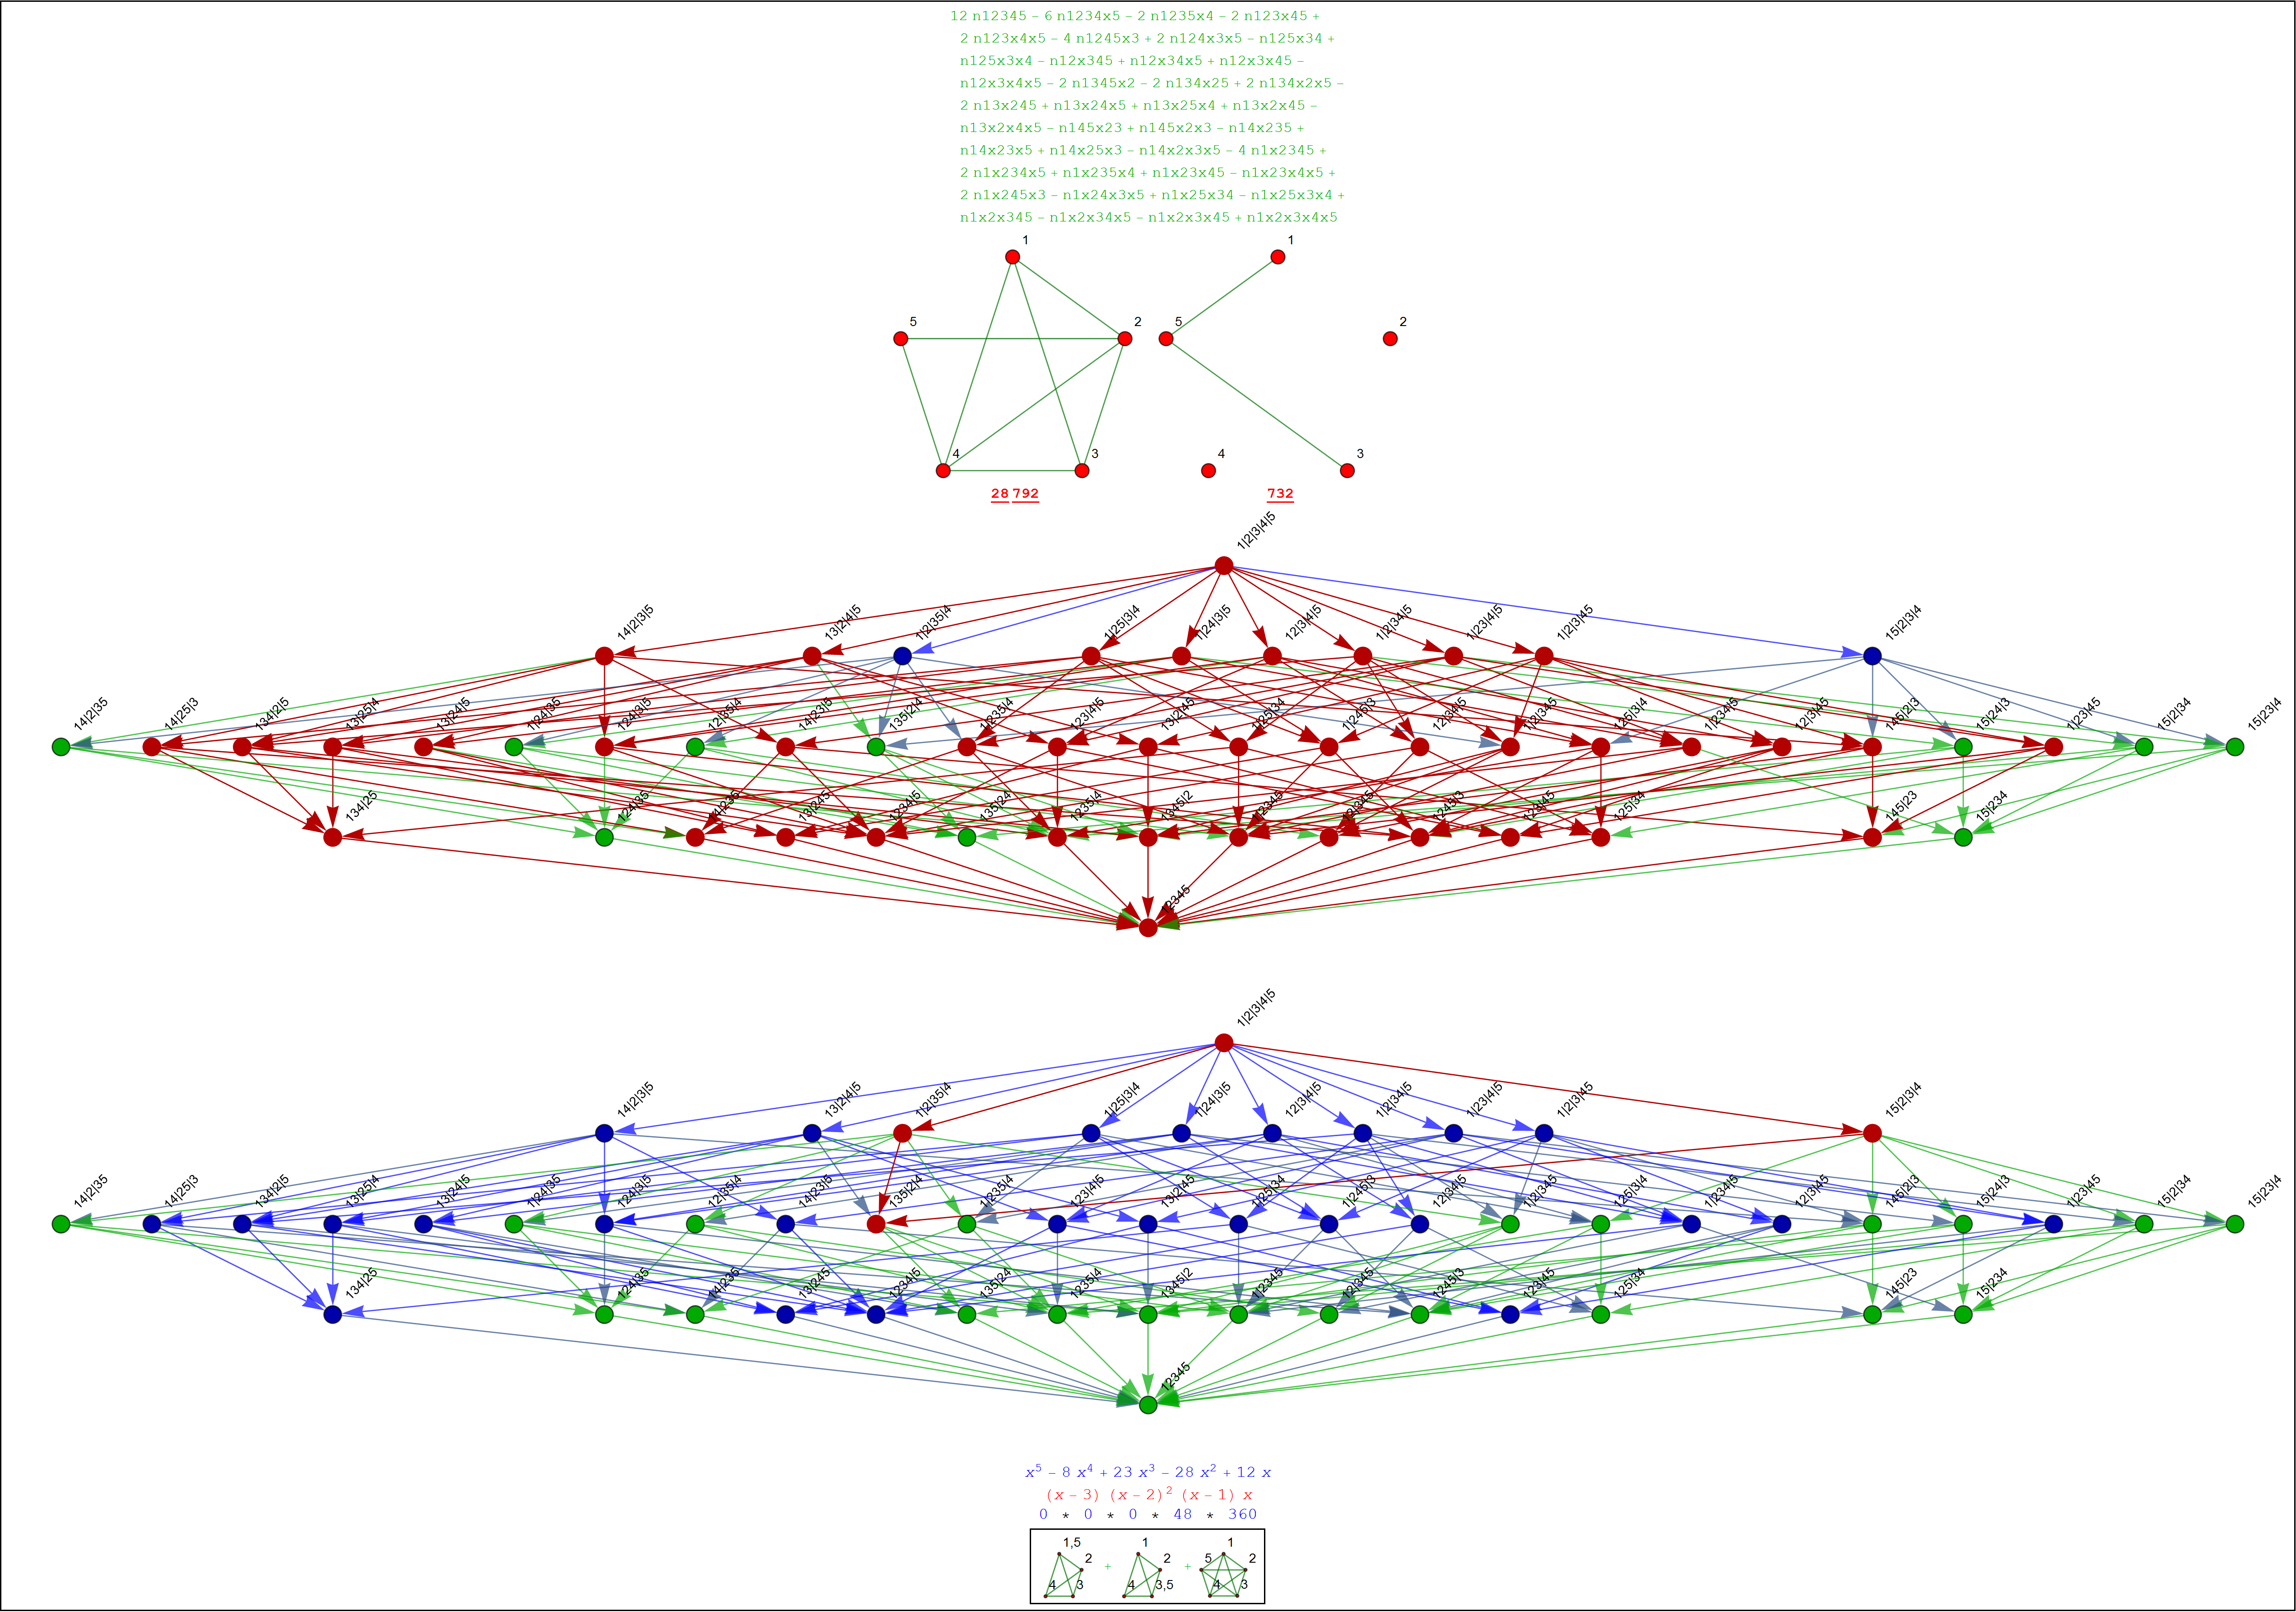 12 n12345 – 6 n1234x5 – 2 n1235x4 – 2 n123x45 +
2 n123x4x5 – 4 n1245x3 + 2 n124x3x5 – n125x34 +
n125x3x4 – n12x345 + n12x34x5 + n12x3x45 –
n12x3x4x5 – 2 n1345x2 – 2 n134x25 + 2 n134x2x5 –
2 n13x245 + n13x24x5 + n13x25x4 + n13x2x45 –
n13x2x4x5 – n145x23 + n145x2x3 – n14x235 +
n14x23x5 + n14x25x3 – n14x2x3x5 – 4 n1x2345 +
2 n1x234x5 + n1x235x4 + n1x23x45 – n1x23x4x5 +
2 n1x245x3 – n1x24x3x5 + n1x25x34 – n1x25x3x4 +
n1x2x345 – n1x2x34x5 – n1x2x3x45 + n1x2x3x4x5
1 1
5 2 5 2
4 3 4 3
28 792 732
1|2|3|4|5
14|2|3|5 13|2|4|5 1|2|35|4 1|25|3|4 1|24|3|5 12|3|4|5 1|2|34|5 1|23|4|5 1|2|3|45 15|2|3|4
14|2|35 14|25|3 134|2|5 13|25|4 13|24|5 1|24|35 124|3|5 12|35|4 14|23|5 135|2|4 1|235|4 123|4|5 13|2|45 1|25|34 1|245|3 12|34|5 1|2|345 125|3|4 1|234|5 12|3|45 145|2|3 15|24|3 1|23|45 15|2|34 15|23|4
134|25 124|35 14|235 13|245 1234|5 135|24 1235|4 1345|2 1|2345 12|345 1245|3 123|45 125|34 145|23 15|234
12345
1|2|3|4|5
14|2|3|5 13|2|4|5 1|2|35|4 1|25|3|4 1|24|3|5 12|3|4|5 1|2|34|5 1|23|4|5 1|2|3|45 15|2|3|4
14|2|35 14|25|3 134|2|5 13|25|4 13|24|5 1|24|35 124|3|5 12|35|4 14|23|5 135|2|4 1|235|4 123|4|5 13|2|45 1|25|34 1|245|3 12|34|5 1|2|345 125|3|4 1|234|5 12|3|45 145|2|3 15|24|3 1|23|45 15|2|34 15|23|4
134|25 124|35 14|235 13|245 1234|5 135|24 1235|4 1345|2 1|2345 12|345 1245|3 123|45 125|34 145|23 15|234
12345
x⁵ – 8 x⁴ + 23 x³ – 28 x² + 12 x
(x – 3) (x – 2)² (x – 1) x
0 * 0 * 0 * 48 * 360
1,5 1 1
2 + 2 + 5 2
4 3 4 3,5 4 3